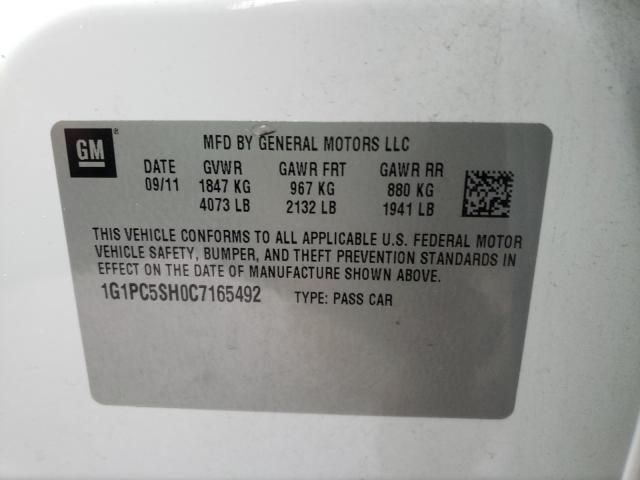 GM®
MFD BY GENERAL MOTORS LLC
DATE GVWR GAWR FRT GAWR RR
09/11 1847 KG 967 KG 880 KG
4073 LB 2132 LB 1941 LB
THIS VEHICLE CONFORMS TO ALL APPLICABLE U.S. FEDERAL MOTOR
VEHICLE SAFETY, BUMPER, AND THEFT PREVENTION STANDARDS IN
EFFECT ON THE DATE OF MANUFACTURE SHOWN ABOVE.
1G1PC5SH0C7165492 TYPE: PASS CAR